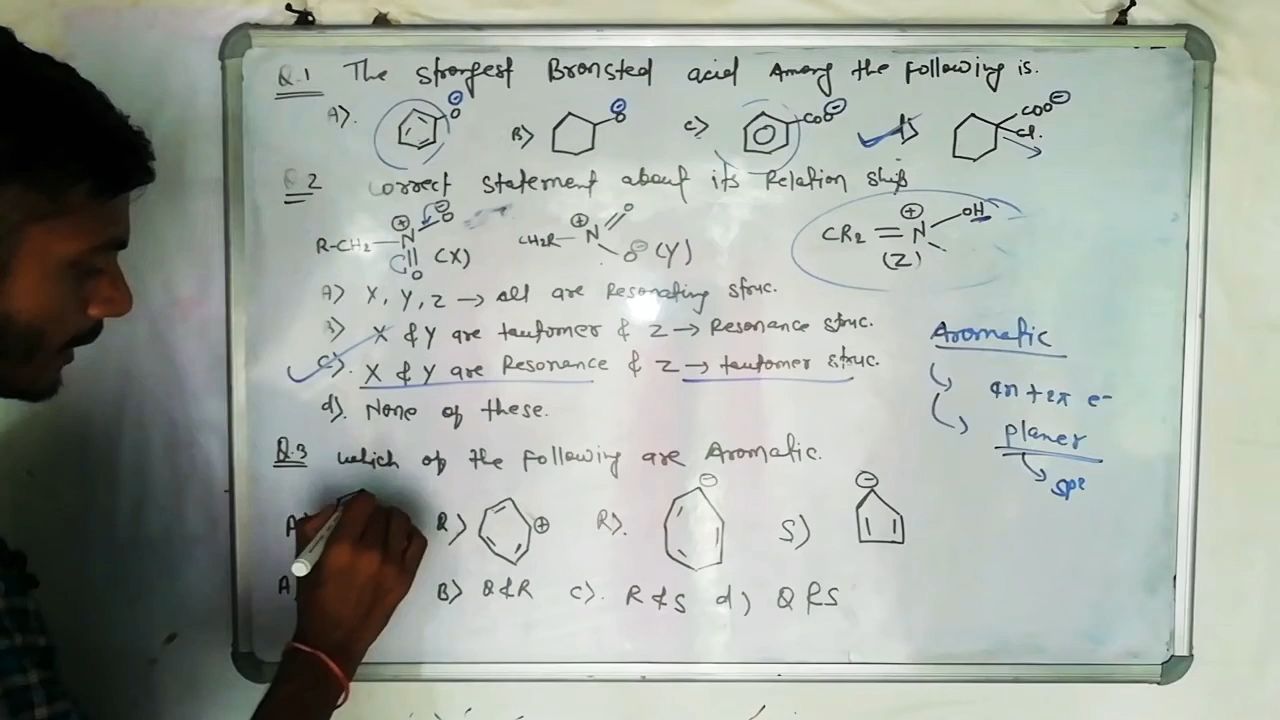 Q.1 The strongest Bronsted acid Among the following is.
A). ⊖ O B) ⊖ O C) COO⊖ D COO⊖ Cl.
Q.2 correct statement about its Relation ship
R-CH2-N⊕ O⊖ O (X) CH2R-N⊕ O O⊖ (Y) CR2=N⊕ OH (Z)
A) X, Y, Z → all are Resonating struc.
B) X & Y are tautomer & Z → Resonance struc.
C). X & Y are Resonance & Z → tautomer struc.
d). None of these.
Aromatic
4n+2π e-
planer
sp2
Q.3 which of the following are Aromatic.
Q) ⊕ R). ⊖ S) ⊖
A B) Q & R C). R & S d) Q & S